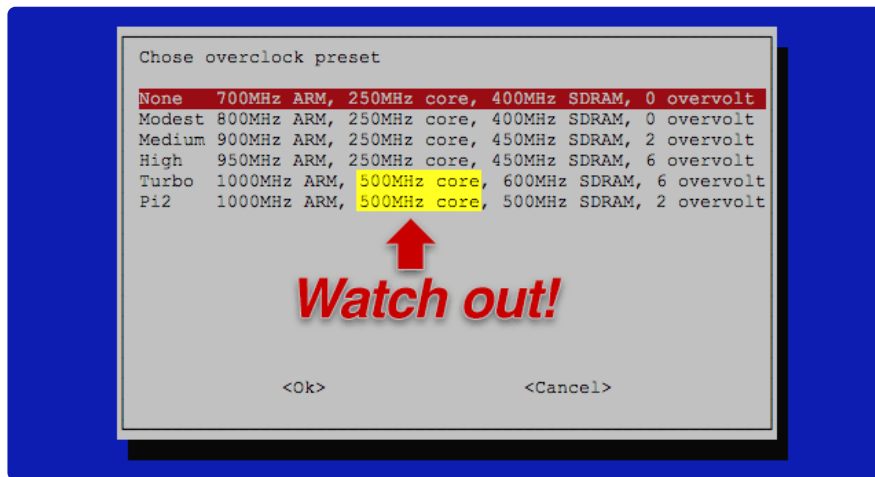 Chose overclock preset
None 700MHz ARM, 250MHz core, 400MHz SDRAM, 0 overvolt
Modest 800MHz ARM, 250MHz core, 400MHz SDRAM, 0 overvolt
Medium 900MHz ARM, 250MHz core, 450MHz SDRAM, 2 overvolt
High 950MHz ARM, 250MHz core, 450MHz SDRAM, 6 overvolt
Turbo 1000MHz ARM, 500MHz core, 600MHz SDRAM, 6 overvolt
Pi2 1000MHz ARM, 500MHz core, 500MHz SDRAM, 2 overvolt
Watch out!
<Ok> <Cancel>